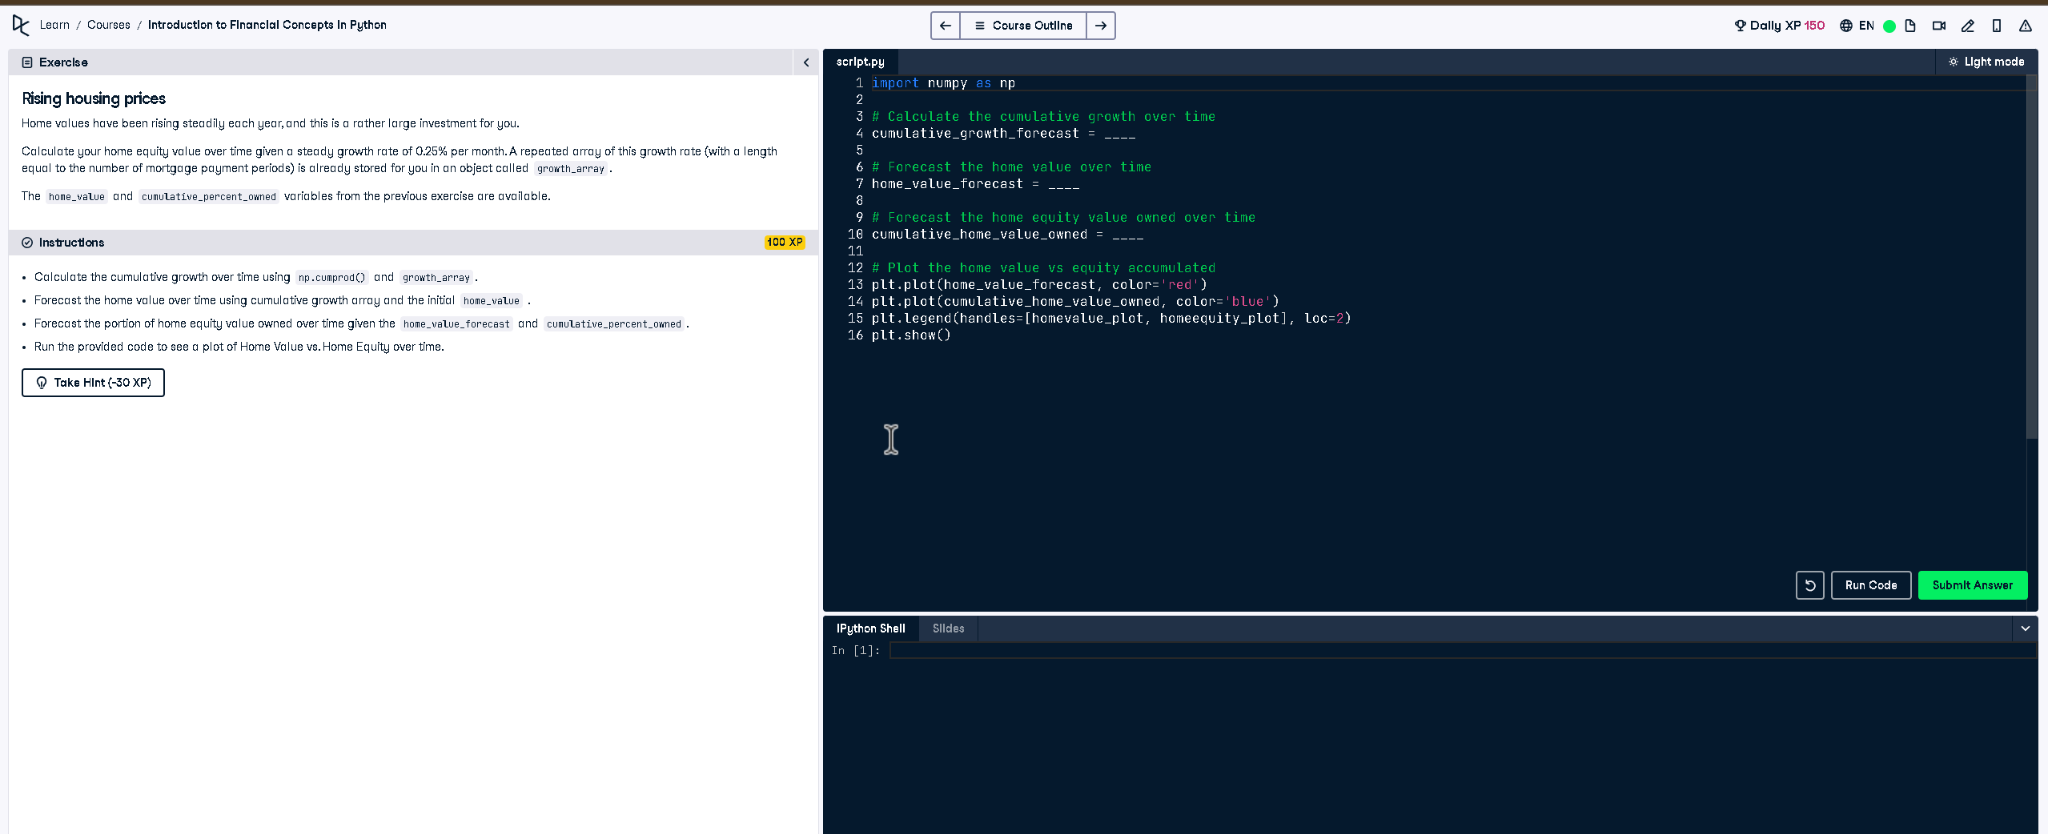 Learn / Courses / Introduction to Financial Concepts in Python
Course Outline
Daily XP 150
EN
Exercise
Rising housing prices
Home values have been rising steadily each year, and this is a rather large investment for you.
Calculate your home equity value over time given a steady growth rate of 0.25% per month. A repeated array of this growth rate (with a length
equal to the number of mortgage payment periods) is already stored for you in an object called growth_array.
The home_value and cumulative_percent_owned variables from the previous exercise are available.
Instructions
100 XP
• Calculate the cumulative growth over time using np.cumprod() and growth_array.
• Forecast the home value over time using cumulative growth array and the initial home_value .
• Forecast the portion of home equity value owned over time given the home_value_forecast and cumulative_percent_owned.
• Run the provided code to see a plot of Home Value vs. Home Equity over time.
Take Hint (-30 XP)
script.py
Light mode
1 import numpy as np
2
3 # Calculate the cumulative growth over time
4 cumulative_growth_forecast = ____
5
6 # Forecast the home value over time
7 home_value_forecast = ____
8
9 # Forecast the home equity value owned over time
10 cumulative_home_value_owned = ____
11
12 # Plot the home value vs equity accumulated
13 plt.plot(home_value_forecast, color='red')
14 plt.plot(cumulative_home_value_owned, color='blue')
15 plt.legend(handles=[homevalue_plot, homeequity_plot], loc=2)
16 plt.show()
Run Code
Submit Answer
IPython Shell
Slides
In [1]: